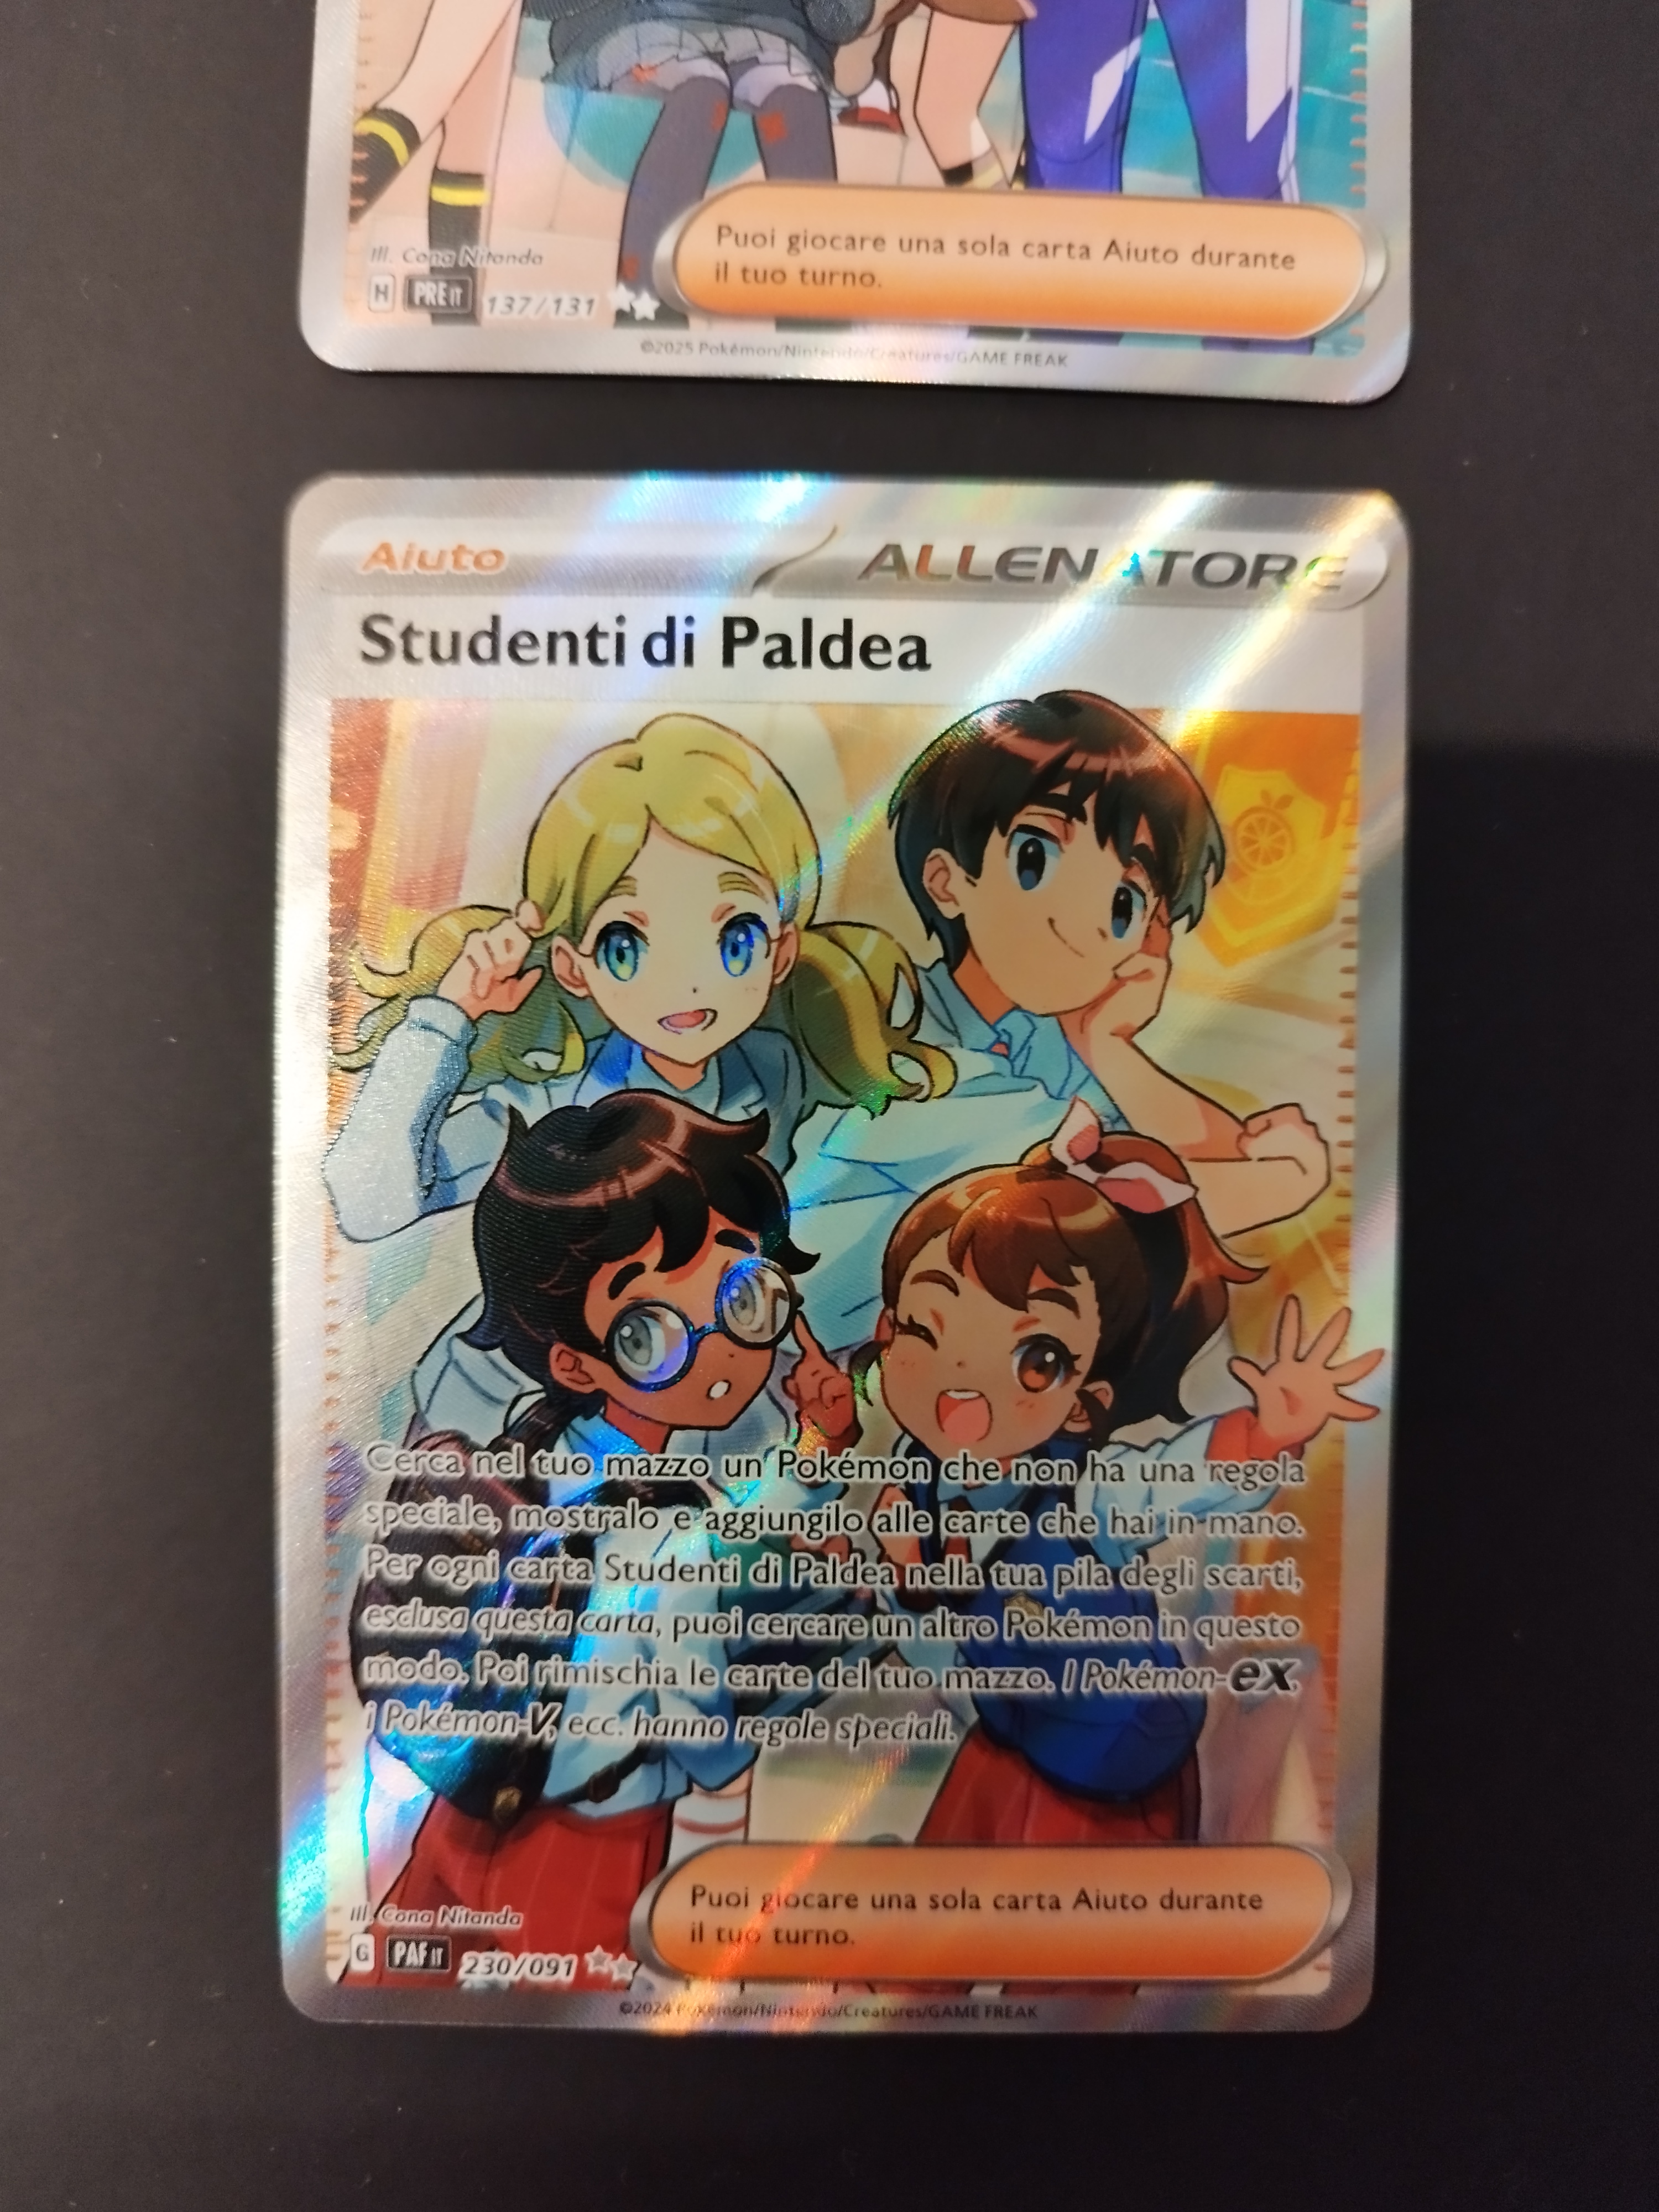 Puoi giocare una sola carta Aiuto durante
il tuo turno.
Ill. Cona Nitanda
H PRE IT 137/131
©2025 Pokémon/Nintendo/Creatures/GAME FREAK
Aiuto ALLENATORE
Studenti di Paldea
Cerca nel tuo mazzo un Pokémon che non ha una regola
speciale, mostralo e aggiungilo alle carte che hai in mano.
Per ogni carta Studenti di Paldea nella tua pila degli scarti,
esclusa questa carta, puoi cercare un altro Pokémon in questo
modo. Poi rimischia le carte del tuo mazzo. I Pokémon-ex,
i Pokémon-V, ecc. hanno regole speciali.
Puoi giocare una sola carta Aiuto durante
il tuo turno.
Ill. Cona Nitanda
G PAF IT 230/091
©2024 Pokémon/Nintendo/Creatures/GAME FREAK